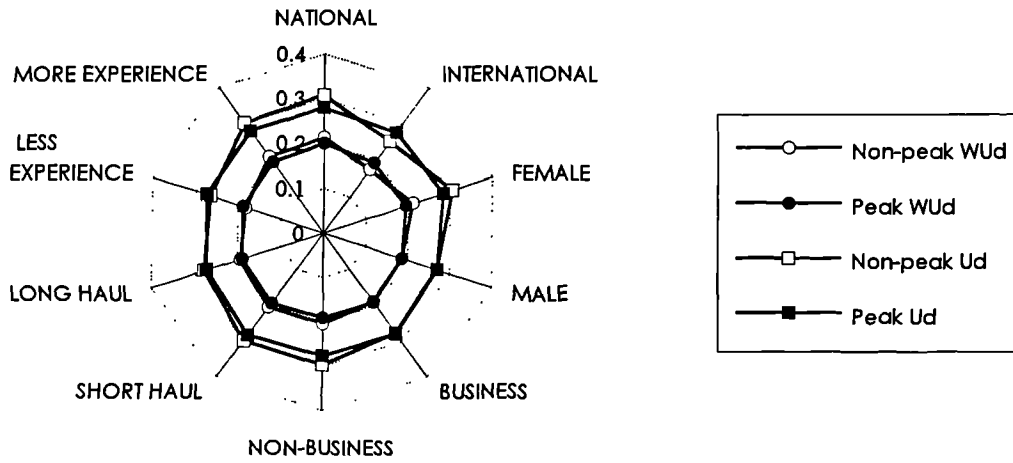 NATIONAL
0.4
MORE EXPERIENCE
INTERNATIONAL
0.3
LESS
EXPERIENCE
0.2
FEMALE
0.1
0
LONG HAUL
MALE
SHORT HAUL
BUSINESS
NON-BUSINESS
Non-peak WUd
Peak WUd
Non-peak Ud
Peak Ud